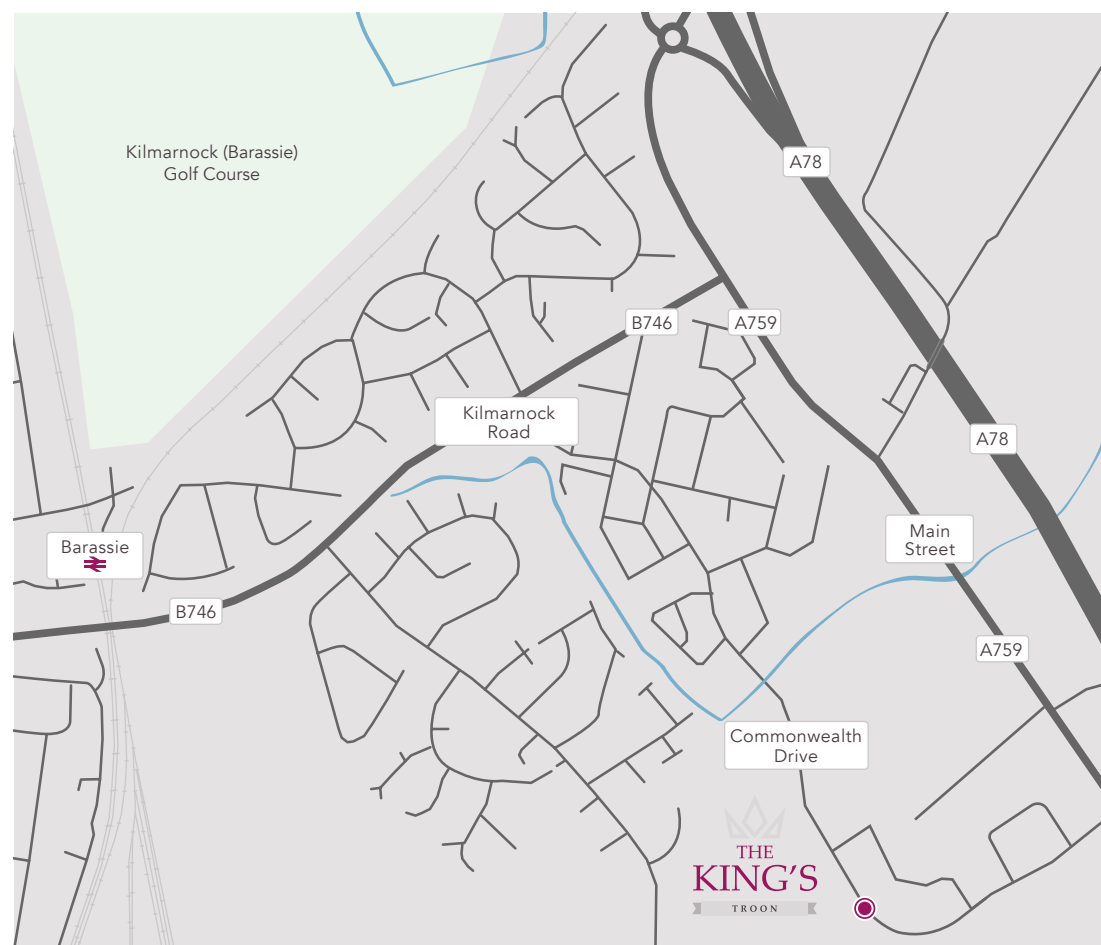 Kilmarnock (Barassie)
Golf Course
A78
B746
A759
Kilmarnock
Road
A78
Main
Street
Barassie
B746
A759
Commonwealth
Drive
THE
KING'S
TROON